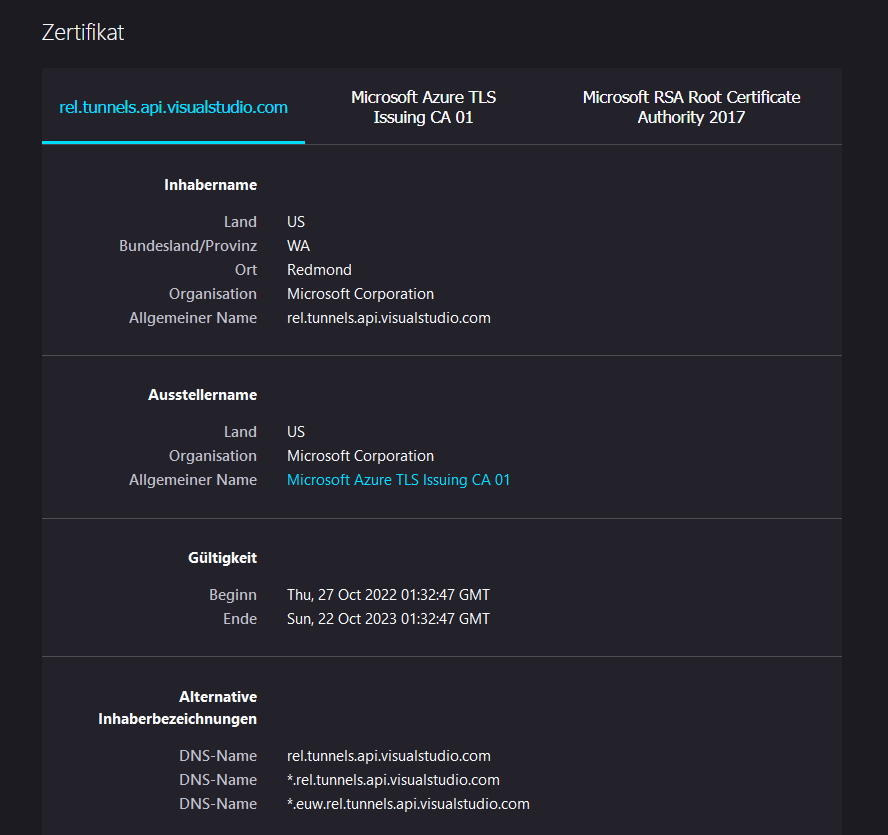 Zertifikat
rel.tunnels.api.visualstudio.com
Microsoft Azure TLS
Issuing CA 01
Microsoft RSA Root Certificate
Authority 2017
Inhabername
Land US
Bundesland/Provinz WA
Ort Redmond
Organisation Microsoft Corporation
Allgemeiner Name rel.tunnels.api.visualstudio.com
Ausstellername
Land US
Organisation Microsoft Corporation
Allgemeiner Name Microsoft Azure TLS Issuing CA 01
Gültigkeit
Beginn Thu, 27 Oct 2022 01:32:47 GMT
Ende Sun, 22 Oct 2023 01:32:47 GMT
Alternative
Inhaberbezeichnungen
DNS-Name rel.tunnels.api.visualstudio.com
DNS-Name *.rel.tunnels.api.visualstudio.com
DNS-Name *.euw.rel.tunnels.api.visualstudio.com